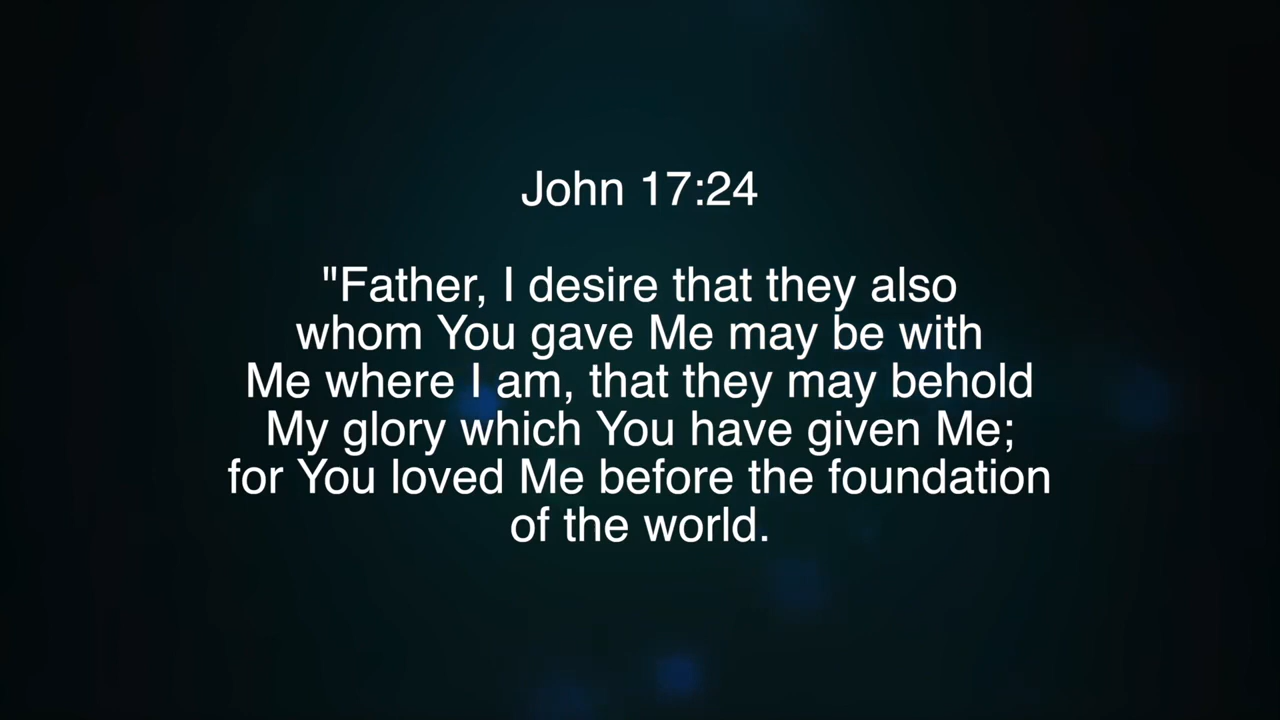 John 17:24
"Father, I desire that they also
whom You gave Me may be with
Me where I am, that they may behold
My glory which You have given Me;
for You loved Me before the foundation
of the world.